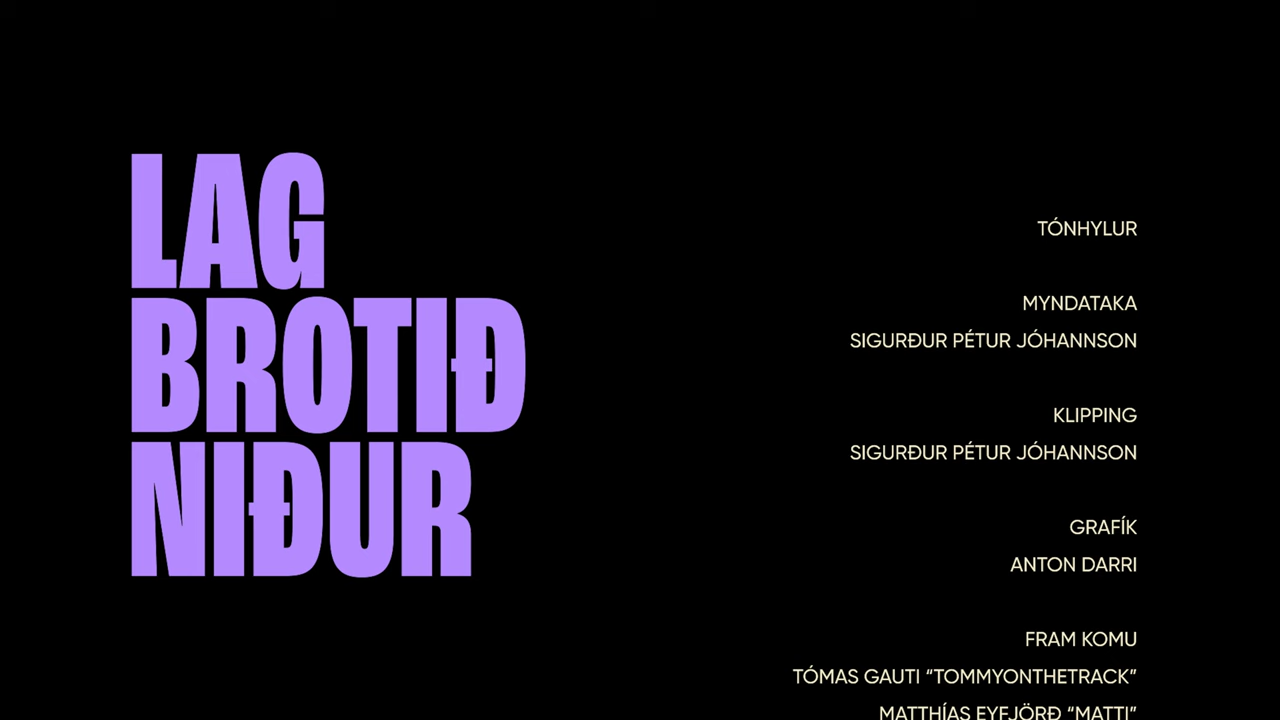 LAG
BROTIÐ
NIÐUR
TÓNHYLUR
MYNDATAKA
SIGURÐUR PÉTUR JÓHANNSON
KLIPPING
SIGURÐUR PÉTUR JÓHANNSON
GRAFÍK
ANTON DARRI
FRAM KOMU
TÓMAS GAUTI “TOMMYONTHETRACK”
MATTHÍAS EYFJÖRÐ “MATTI”